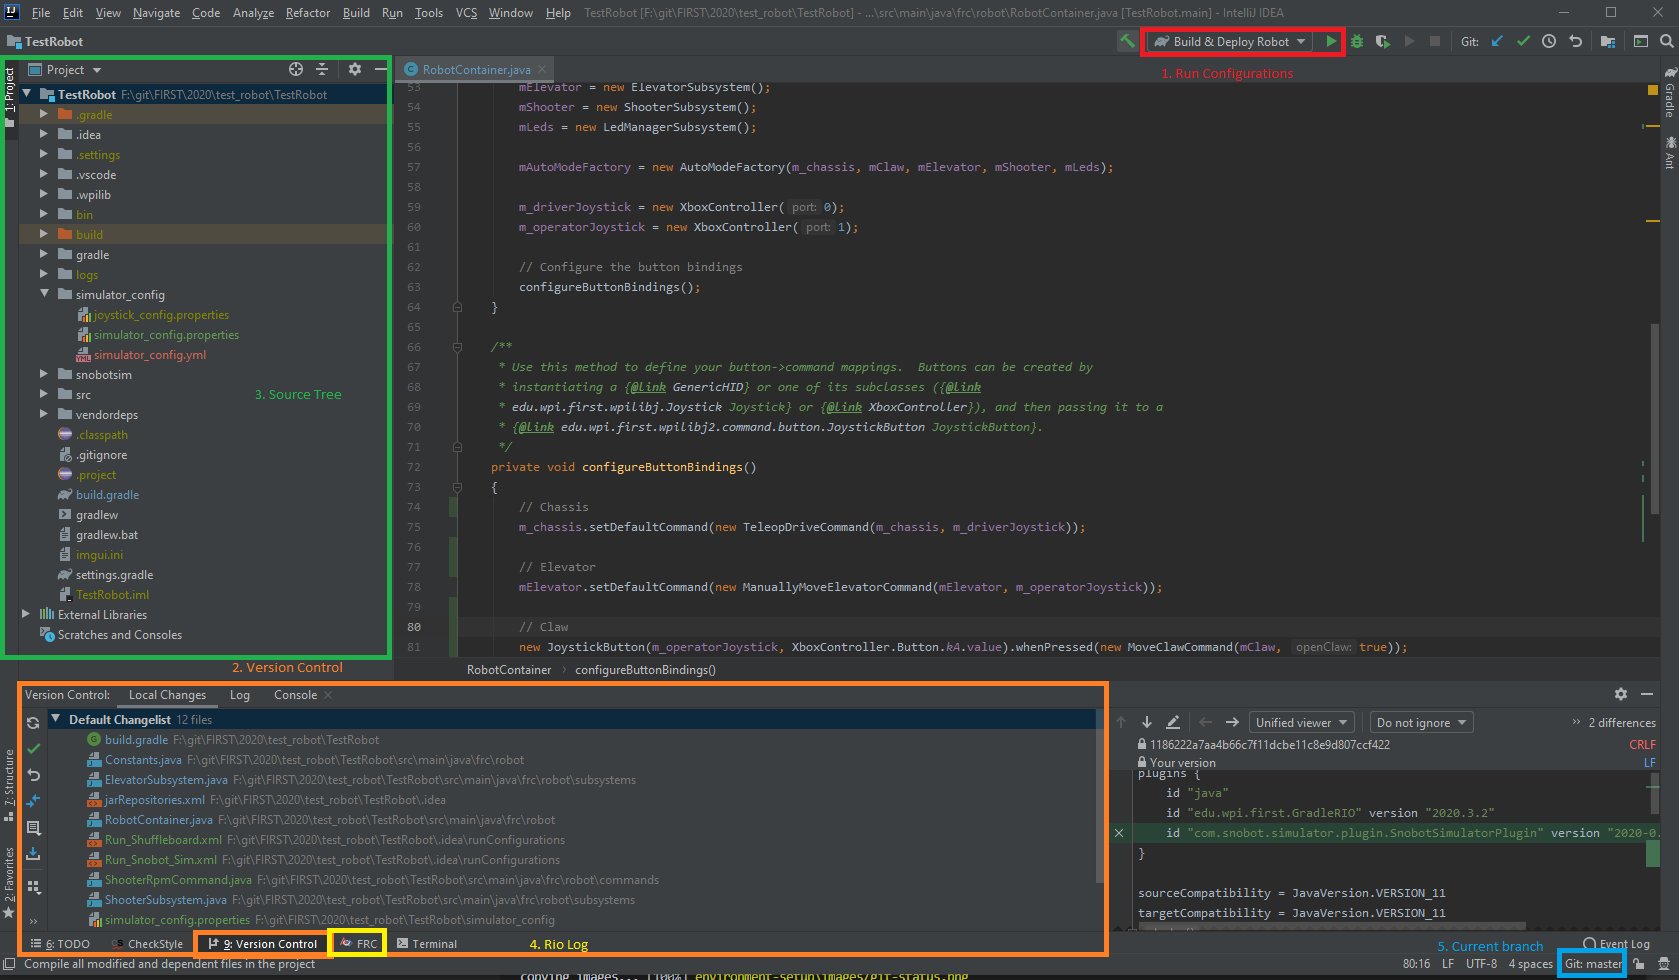 IJ File Edit View Navigate Code Analyze Refactor Build Run Tools VCS Window Help TestRobot [F:\git\FIRST\2020\test_robot\TestRobot] - ...\src\main\java\frc\robot\RobotContainer.java [TestRobot.main] - IntelliJ IDEA
TestRobot
Build & Deploy Robot
Git:
1. Run Configurations
1: Project
Project
TestRobot F:\git\FIRST\2020\test_robot\TestRobot
.gradle
.idea
.settings
.vscode
.wpilib
bin
build
gradle
logs
simulator_config
joystick_config.properties
simulator_config.properties
simulator_config.yml
snobotsim
src
vendordeps
.classpath
.gitignore
.project
build.gradle
gradlew
gradlew.bat
imgui.ini
settings.gradle
TestRobot.iml
External Libraries
Scratches and Consoles
3. Source Tree
RobotContainer.java
53 mElevator = new ElevatorSubsystem();
54 mShooter = new ShooterSubsystem();
55 mLeds = new LedManagerSubsystem();
56
57 mAutoModeFactory = new AutoModeFactory(m_chassis, mClaw, mElevator, mShooter, mLeds);
58
59 m_driverJoystick = new XboxController( port: 0);
60 m_operatorJoystick = new XboxController( port: 1);
61
62 // Configure the button bindings
63 configureButtonBindings();
64 }
65
66 /**
67 * Use this method to define your button->command mappings.  Buttons can be created by
68 * instantiating a {@link GenericHID} or one of its subclasses ({@link
69 * edu.wpi.first.wpilibj.Joystick Joystick} or {@link XboxController}), and then passing it to a
70 * {@link edu.wpi.first.wpilibj2.command.button.JoystickButton JoystickButton}.
71 */
72 private void configureButtonBindings()
73 {
74 // Chassis
75 m_chassis.setDefaultCommand(new TeleopDriveCommand(m_chassis, m_driverJoystick));
76
77 // Elevator
78 mElevator.setDefaultCommand(new ManuallyMoveElevatorCommand(mElevator, m_operatorJoystick));
79
80 // Claw
81 new JoystickButton(m_operatorJoystick, XboxController.Button.kA.value).whenPressed(new MoveClawCommand(mClaw, openClaw: true));
RobotContainer configureButtonBindings()
Gradle
Ant
2. Version Control
Version Control: Local Changes Log Console
Default Changelist 12 files
build.gradle F:\git\FIRST\2020\test_robot\TestRobot
Constants.java F:\git\FIRST\2020\test_robot\TestRobot\src\main\java\frc\robot
ElevatorSubsystem.java F:\git\FIRST\2020\test_robot\TestRobot\src\main\java\frc\robot\subsystems
jarRepositories.xml F:\git\FIRST\2020\test_robot\TestRobot\.idea
RobotContainer.java F:\git\FIRST\2020\test_robot\TestRobot\src\main\java\frc\robot
Run_Shuffleboard.xml F:\git\FIRST\2020\test_robot\TestRobot\.idea\runConfigurations
Run_Snobot_Sim.xml F:\git\FIRST\2020\test_robot\TestRobot\.idea\runConfigurations
ShooterRpmCommand.java F:\git\FIRST\2020\test_robot\TestRobot\src\main\java\frc\robot\commands
ShooterSubsystem.java F:\git\FIRST\2020\test_robot\TestRobot\src\main\java\frc\robot\subsystems
simulator_config.properties F:\git\FIRST\2020\test_robot\TestRobot\simulator_config
7: Structure
2: Favorites
Unified viewer Do not ignore 2 differences
1186222a7aa4b66c7f11dcbe11c8e9d807ccf422 CRLF
Your version LF
plugins {
id "java"
id "edu.wpi.first.GradleRIO" version "2020.3.2"
id "com.snobot.simulator.plugin.SnobotSimulatorPlugin" version "2020-0.
}
sourceCompatibility = JavaVersion.VERSION_11
targetCompatibility = JavaVersion.VERSION_11
6: TODO CheckStyle 9: Version Control FRC Terminal
4. Rio Log
5. Current branch
Event Log
Compile all modified and dependent files in the project
80:16 LF UTF-8 4 spaces Git: master
copying images... [100%] environment-setup\images/git-status.png